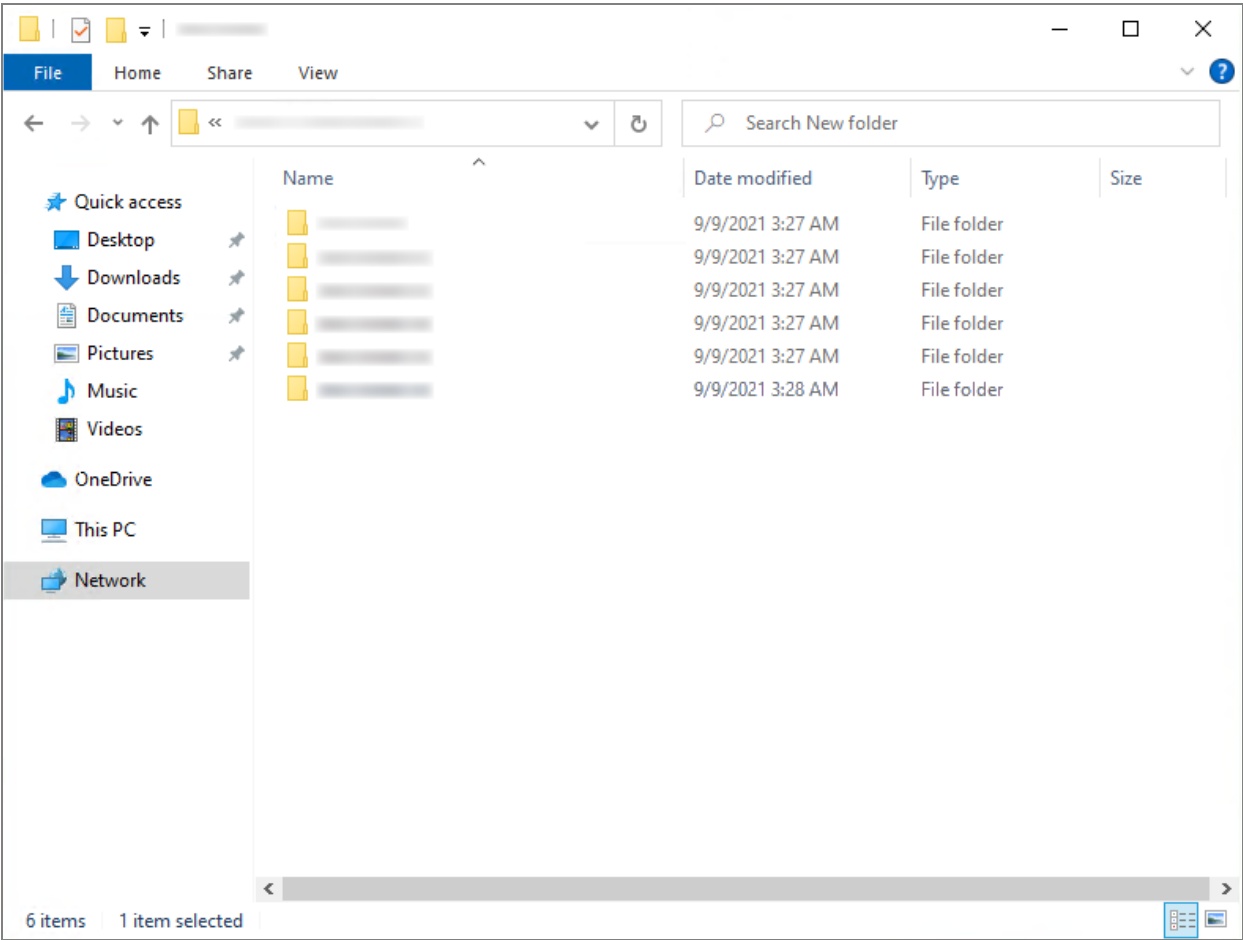 File Home Share View
« Search New folder
Name Date modified Type Size
Quick access
Desktop
Downloads
Documents
Pictures
Music
Videos
OneDrive
This PC
Network
9/9/2021 3:27 AM File folder
9/9/2021 3:27 AM File folder
9/9/2021 3:27 AM File folder
9/9/2021 3:27 AM File folder
9/9/2021 3:27 AM File folder
9/9/2021 3:28 AM File folder
6 items 1 item selected